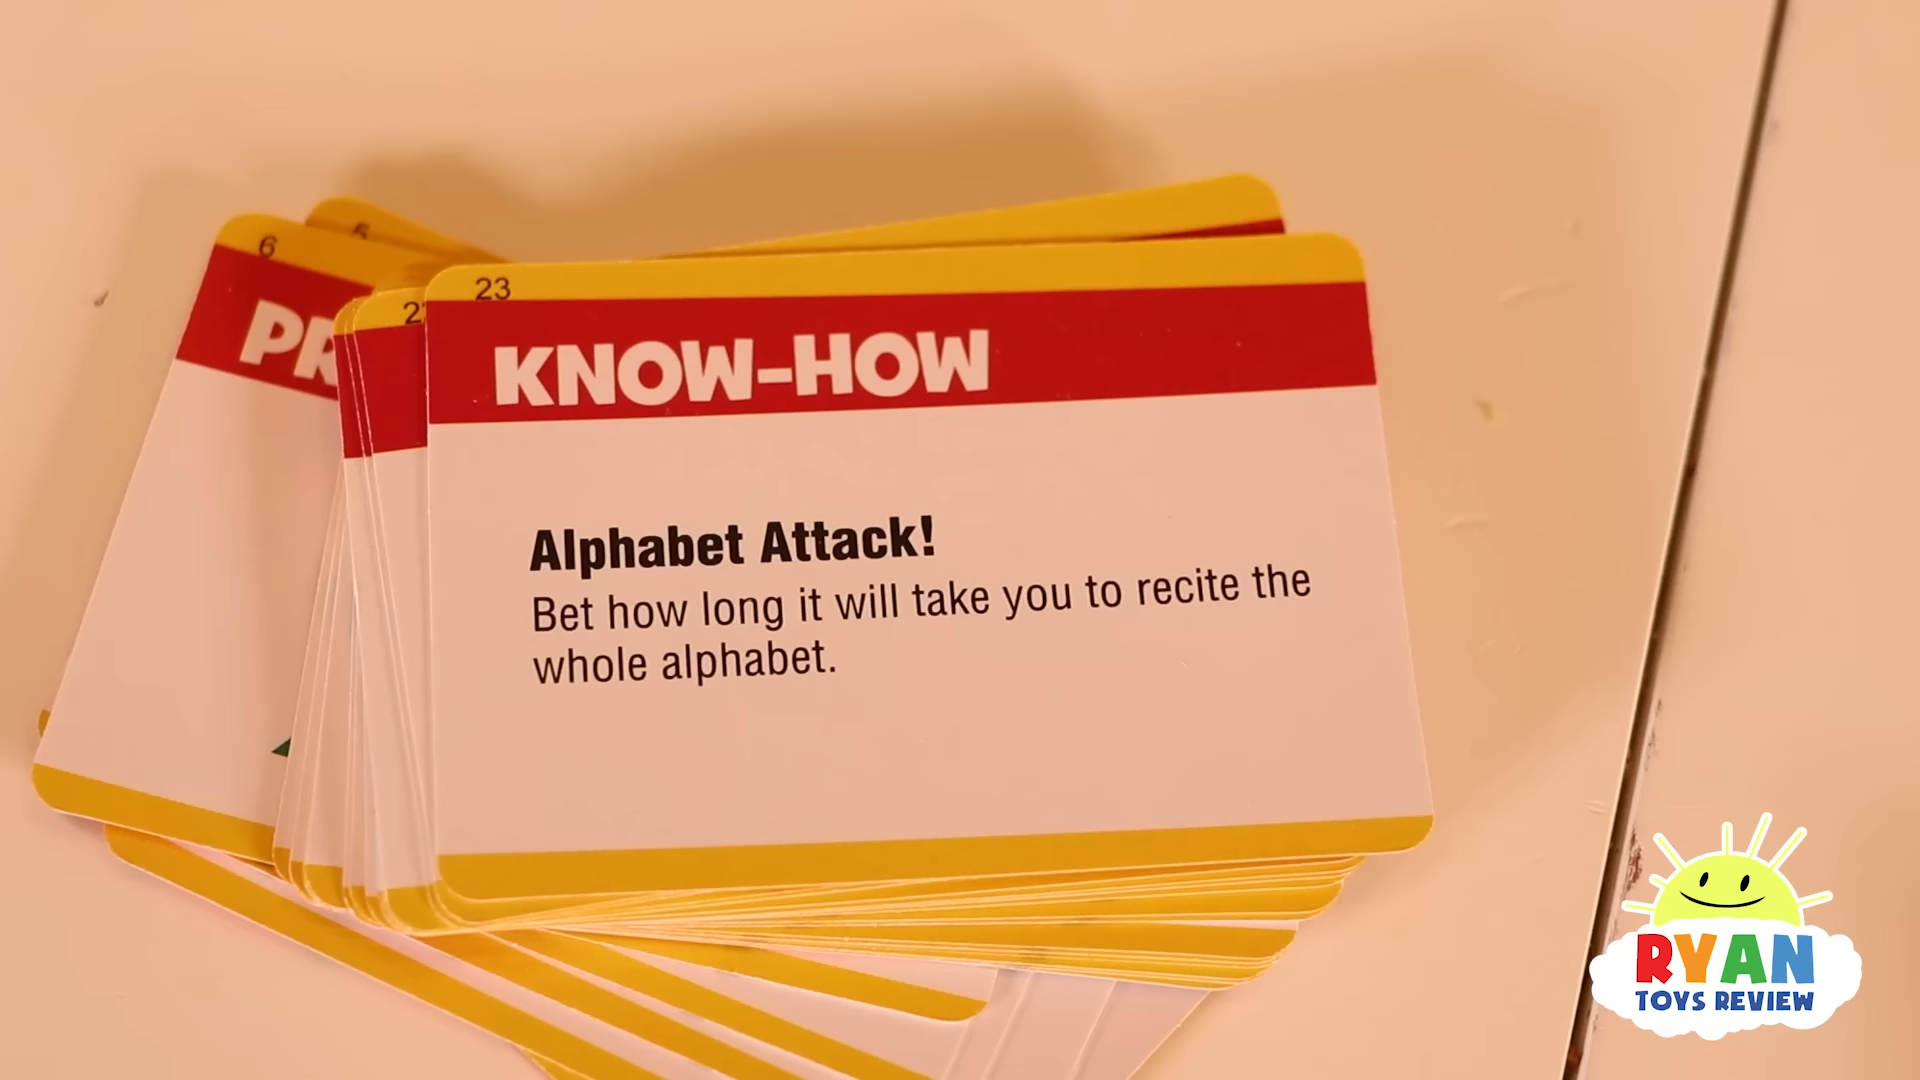 5
6
23
KNOW-HOW
Alphabet Attack!
Bet how long it will take you to recite the
whole alphabet.
RYAN
TOYS REVIEW